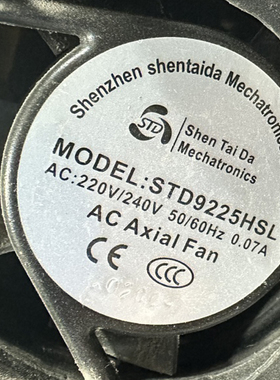 Shenzhen shentaida Mechatronic
STD
Shen Tai Da
Mechatronics
MODEL:STD9225HSL
AC:220V/240V 50/60Hz 0.07A
AC Axial Fan
CE CCC